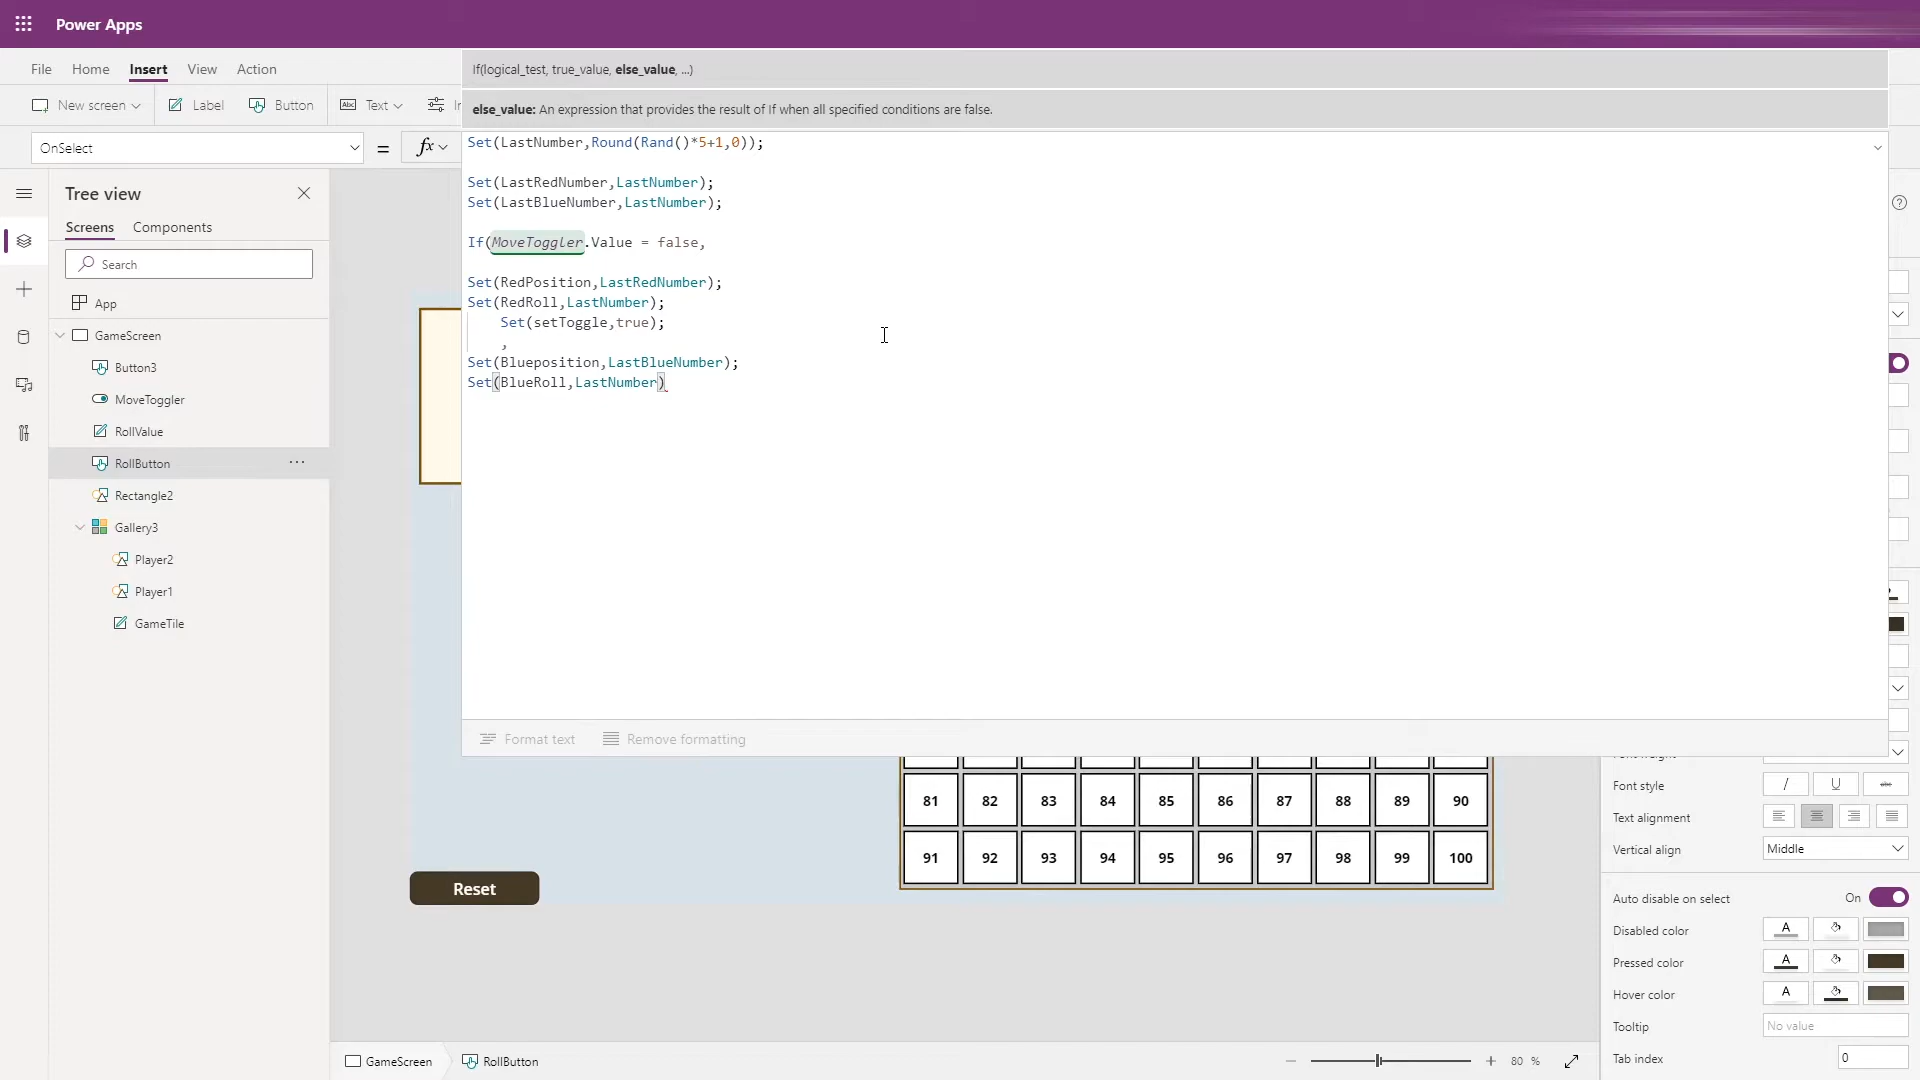 Power Apps
File Home Insert View Action
If(logical_test, true_value, else_value, ...)
New screen Label Button Text
else_value: An expression that provides the result of If when all specified conditions are false.
OnSelect = fx
Set(LastNumber,Round(Rand()*5+1,0));
Set(LastRedNumber,LastNumber);
Set(LastBlueNumber,LastNumber);
If(MoveToggler.Value = false,
Set(RedPosition,LastRedNumber);
Set(RedRoll,LastNumber);
Set(setToggle,true);
,
Set(Blueposition,LastBlueNumber);
Set(BlueRoll,LastNumber)
Format text Remove formatting
Tree view
Screens Components
Search
App
GameScreen
Button3
MoveToggler
RollValue
RollButton ...
Rectangle2
Gallery3
Player2
Player1
GameTile
81 82 83 84 85 86 87 88 89 90
91 92 93 94 95 96 97 98 99 100
Reset
Font style / U abc
Text alignment
Vertical align Middle
Auto disable on select On
Disabled color A
Pressed color A
Hover color A
Tooltip No value
Tab index 0
GameScreen RollButton
80 %